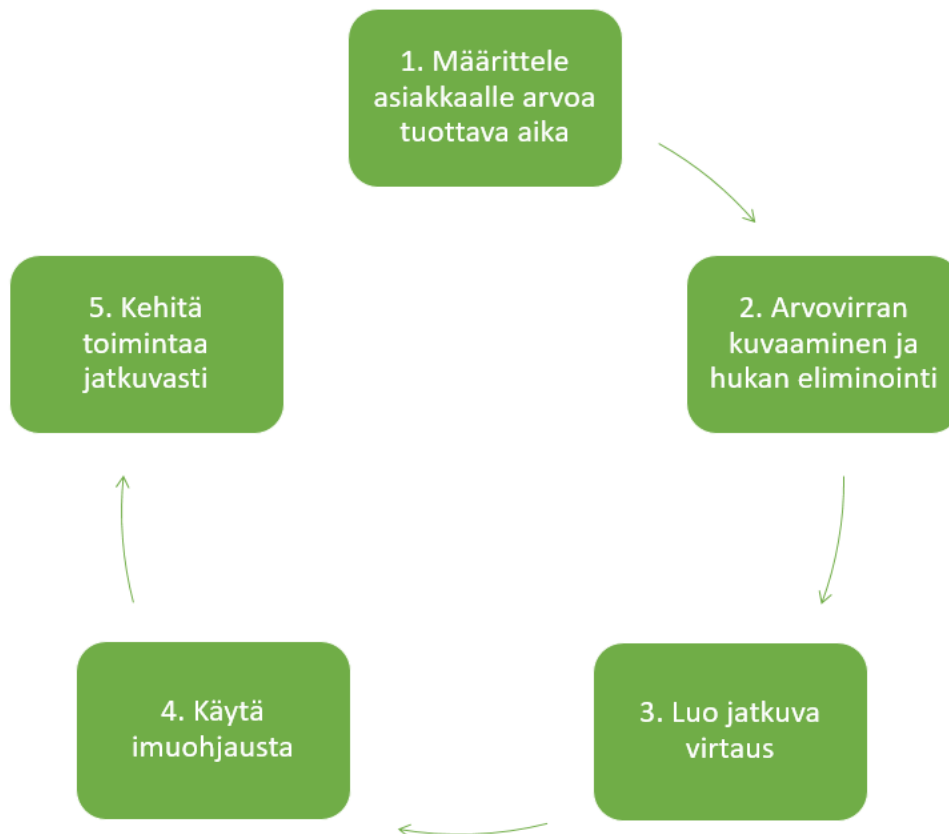 1. Määrittele
asiakkaalle arvoa
tuottava aika
2. Arvovirran
kuvaaminen ja
hukan eliminointi
3. Luo jatkuva
virtaus
4. Käytä
imuohjausta
5. Kehitä
toimintaa
jatkuvasti